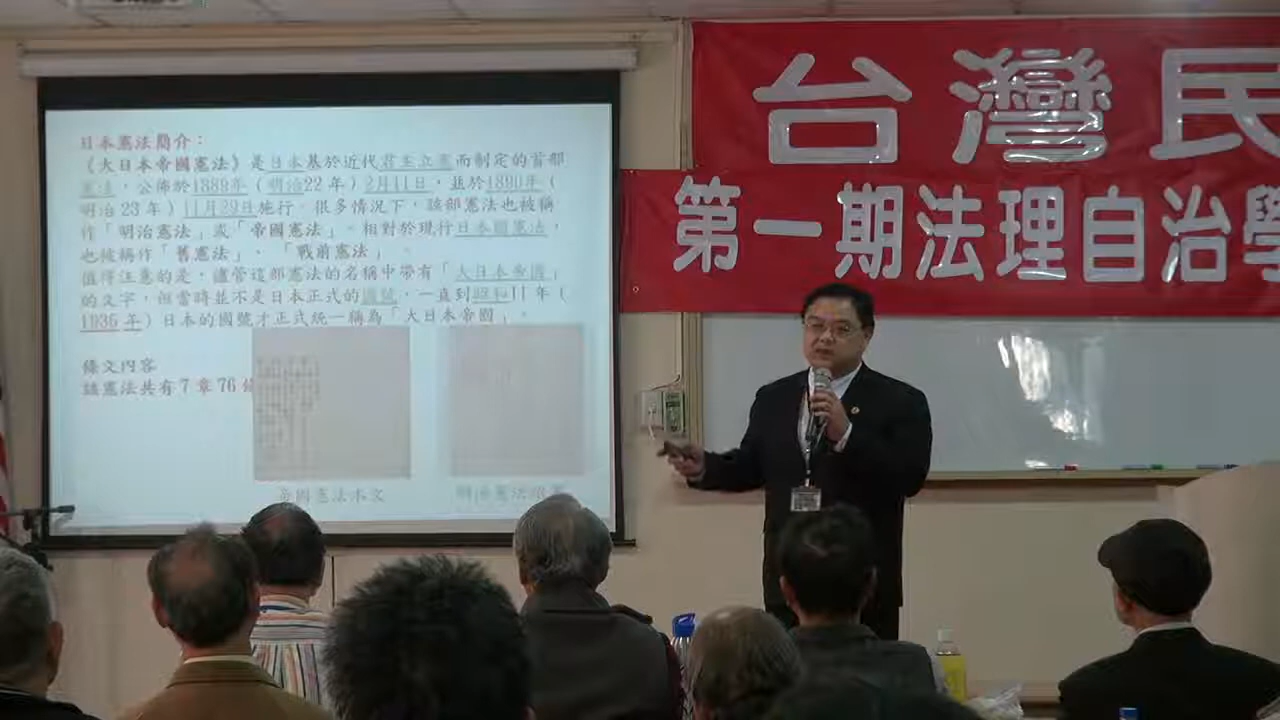 日本憲法簡介：
《大日本帝國憲法》是日本基於近代君主立憲而制定的首部
憲法，公佈於1889年（明治22年）2月11日，並於1890年（
明治23年）11月29日施行。很多情況下，該部憲法也被稱
作「明治憲法」或「帝國憲法」。相對於現行日本國憲法，
也被稱作「舊憲法」、「戰前憲法」。
值得注意的是，儘管這部憲法的名稱中帶有「大日本帝國」
的文字，但當時並不是日本正式的國號，一直到昭和11年（
1936年）日本的國號才正式統一稱為「大日本帝國」。
條文內容
該憲法共有7章76條
帝國憲法本文
台灣民
第一期法理自治學